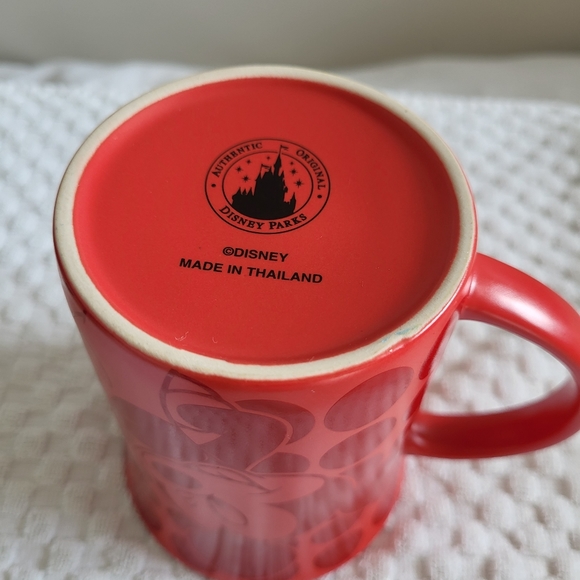 AUTHENTIC ORIGINAL
DISNEY PARKS
©DISNEY
MADE IN THAILAND